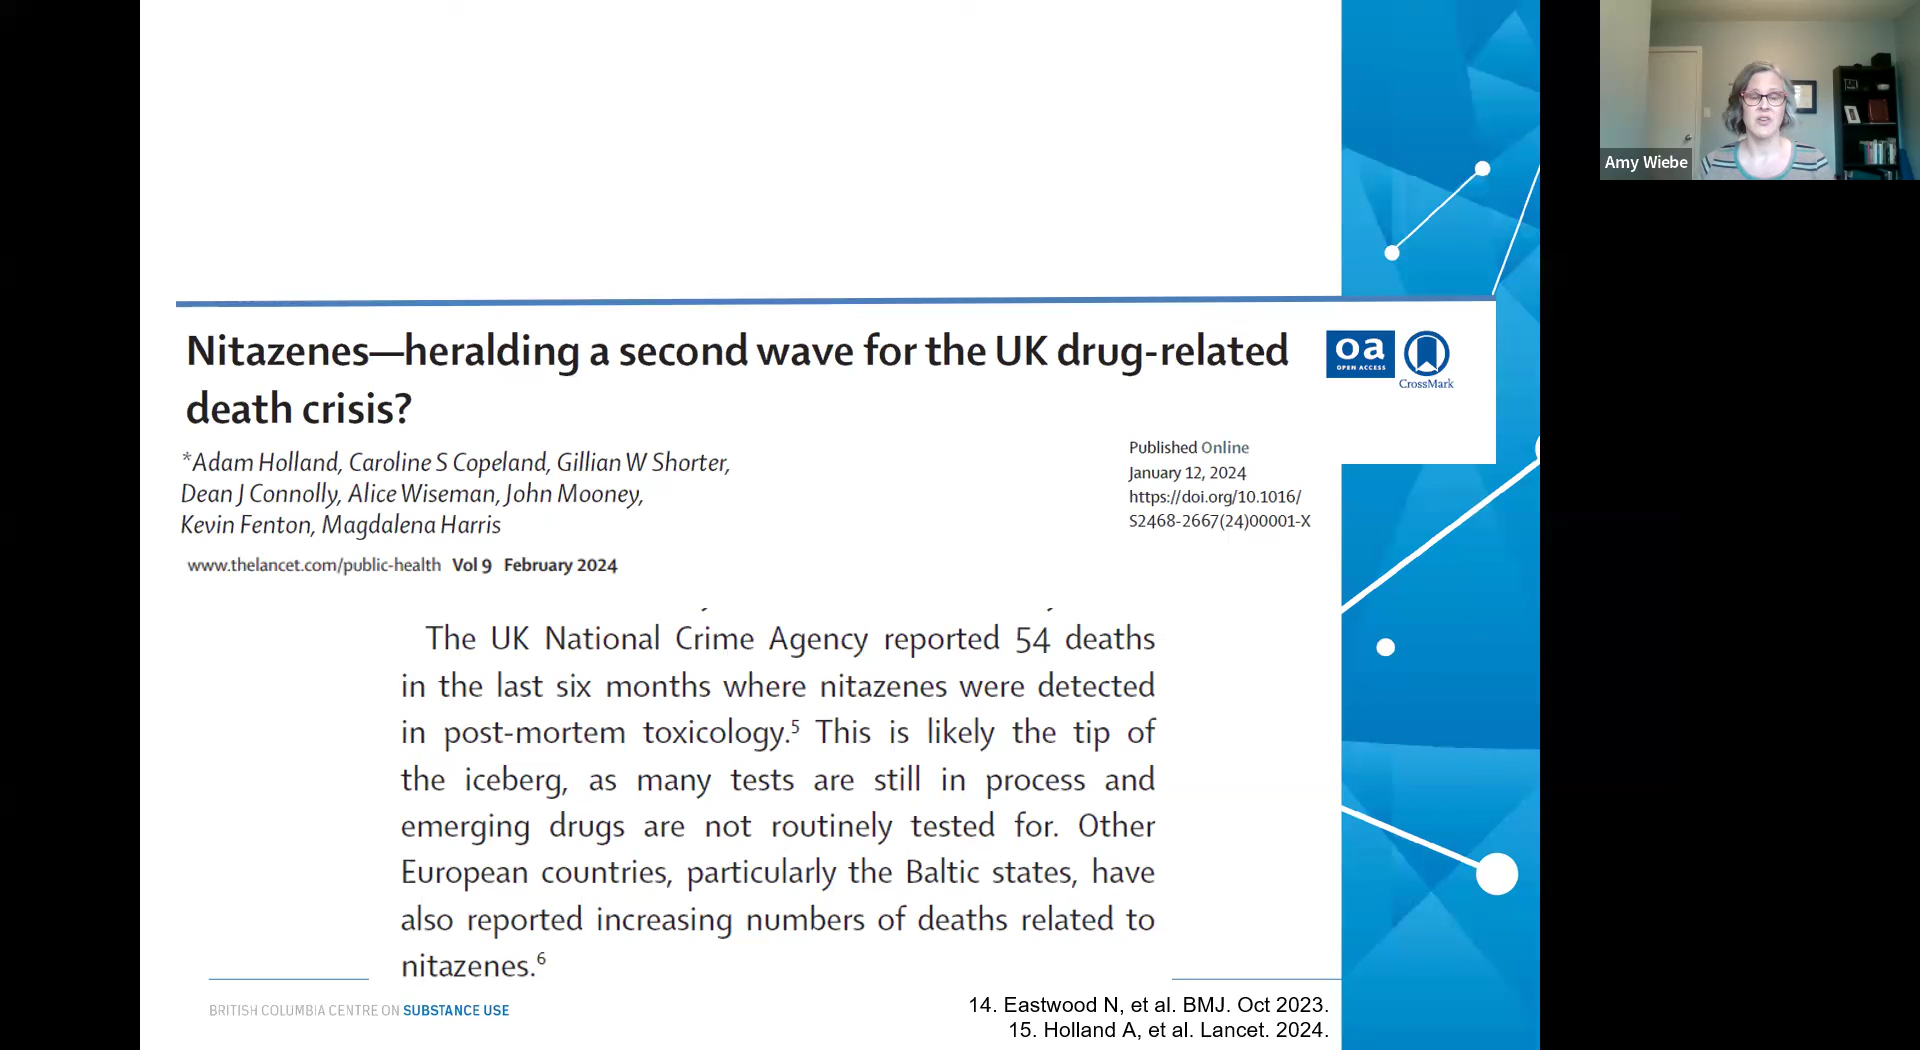 Amy Wiebe
Nitazenes—heralding a second wave for the UK drug-related
death crisis?
oa
OPEN ACCESS
CrossMark
*Adam Holland, Caroline S Copeland, Gillian W Shorter,
Dean J Connolly, Alice Wiseman, John Mooney,
Kevin Fenton, Magdalena Harris
Published Online
January 12, 2024
https://doi.org/10.1016/
S2468-2667(24)00001-X
www.thelancet.com/public-health Vol 9 February 2024
The UK National Crime Agency reported 54 deaths
in the last six months where nitazenes were detected
in post-mortem toxicology.5 This is likely the tip of
the iceberg, as many tests are still in process and
emerging drugs are not routinely tested for. Other
European countries, particularly the Baltic states, have
also reported increasing numbers of deaths related to
nitazenes.6
BRITISH COLUMBIA CENTRE ON SUBSTANCE USE
14. Eastwood N, et al. BMJ. Oct 2023.
15. Holland A, et al. Lancet. 2024.